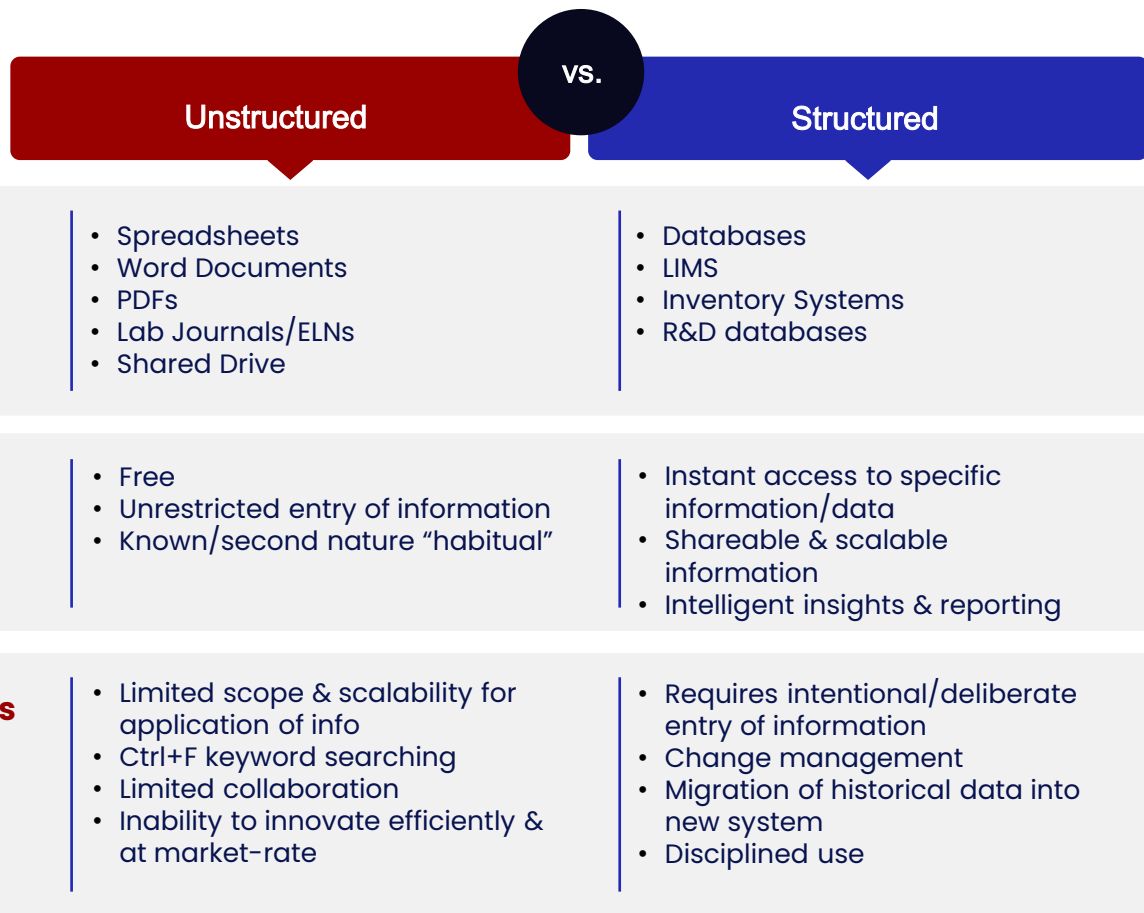 vs.
Unstructured
Structured
• Spreadsheets
• Word Documents
• PDFs
• Lab Journals/ELNs
• Shared Drive
• Databases
• LIMS
• Inventory Systems
• R&D databases
• Free
• Unrestricted entry of information
• Known/second nature “habitual”
• Instant access to specific
information/data
• Shareable & scalable
information
• Intelligent insights & reporting
s
• Limited scope & scalability for
application of info
• Ctrl+F keyword searching
• Limited collaboration
• Inability to innovate efficiently &
at market-rate
• Requires intentional/deliberate
entry of information
• Change management
• Migration of historical data into
new system
• Disciplined use